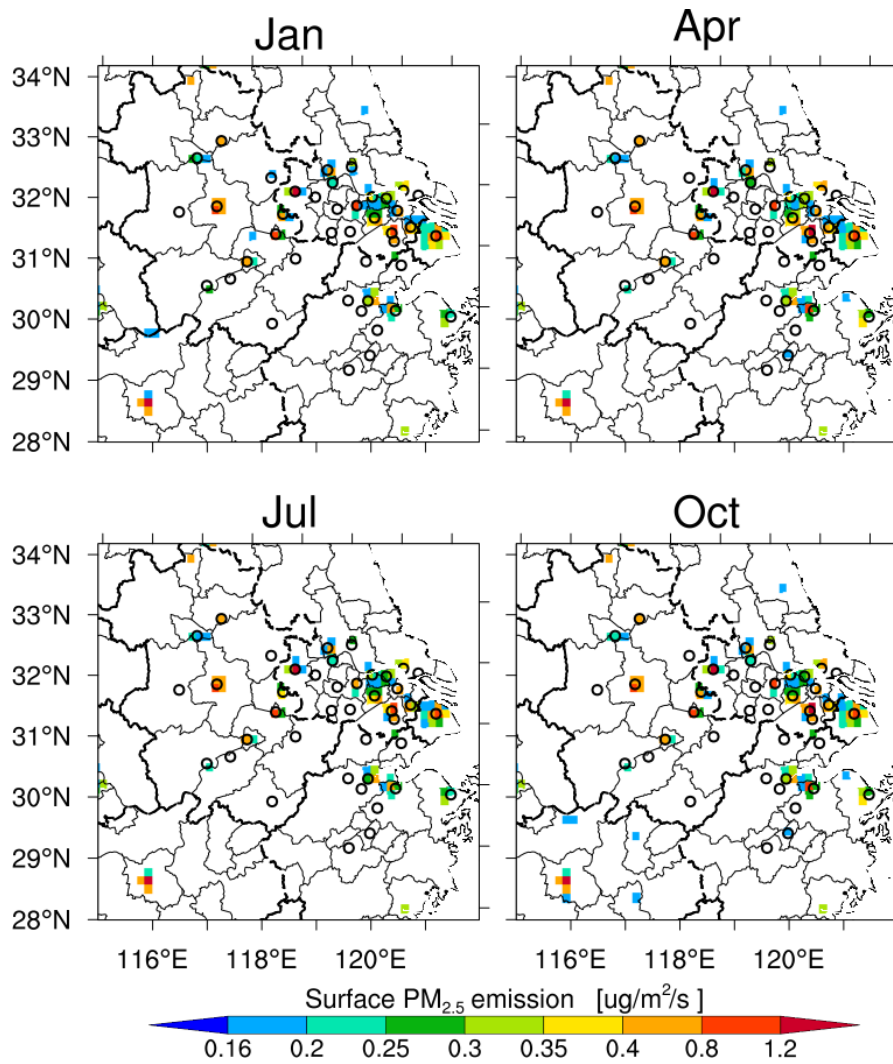 Jan Apr
34°N
33°N
32°N
31°N
30°N
29°N
28°N
Jul Oct
34°N
33°N
32°N
31°N
30°N
29°N
28°N
116°E 118°E 120°E 116°E 118°E 120°E
Surface PM2.5 emission [ug/m²/s ]
0.16 0.2 0.25 0.3 0.35 0.4 0.8 1.2